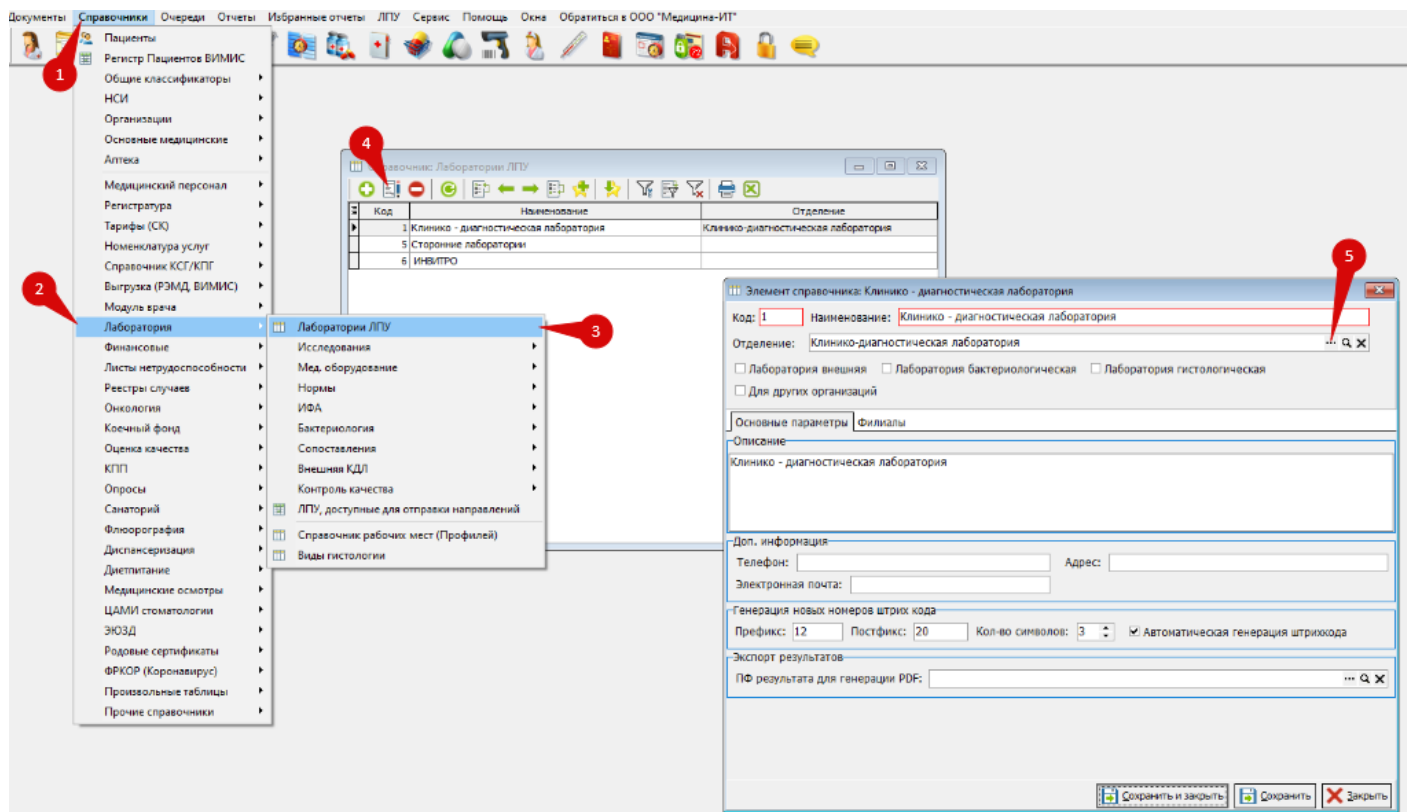 Документы Справочники Очереди Отчеты Избранные отчеты ЛПУ Сервис Помощь Окна Обратиться в ООО "Медицина-ИТ"
1
Пациенты
Регистр Пациентов ВИМИС
Общие классификаторы
НСИ
Организации
Основные медицинские
Аптека
Медицинский персонал
Регистратура
Тарифы (СК)
Номенклатура услуг
Справочник КСГ/КПГ
Выгрузка (РЭМД, ВИМИС)
Модуль врача
2
Лаборатория
Финансовые
Листы нетрудоспособности
Реестры случаев
Онкология
Коечный фонд
Оценка качества
КПП
Опросы
Санаторий
Флюорография
Диспансеризация
Диетпитание
Медицинские осмотры
ЦАМИ стоматологии
ЭЮЗД
Родовые сертификаты
ФРКОР (Коронавирус)
Произвольные таблицы
Прочие справочники
Лаборатории ЛПУ
3
Исследования
Мед. оборудование
Нормы
ИФА
Бактериология
Сопоставления
Внешняя КДЛ
Контроль качества
ЛПУ, доступные для отправки направлений
Справочник рабочих мест (Профилей)
Виды гистологии
4
Справочник: Лаборатории ЛПУ
Код Наименование Отделение
1 Клинико - диагностическая лаборатория Клинико-диагностическая лаборатория
5 Сторонние лаборатории
6 ИНВИТРО
5
Элемент справочника: Клинико - диагностическая лаборатория
Код: 1 Наименование: Клинико - диагностическая лаборатория
Отделение: Клинико-диагностическая лаборатория
Лаборатория внешняя Лаборатория бактериологическая Лаборатория гистологическая
Для других организаций
Основные параметры Филиалы
Описание
Клинико - диагностическая лаборатория
Доп. информация
Телефон: Адрес:
Электронная почта:
Генерация новых номеров штрих кода
Префикс: 12 Постфикс: 20 Кол-во символов: 3 Автоматическая генерация штрихкода
Экспорт результатов
ПФ результата для генерации PDF:
Сохранить и закрыть Сохранить Закрыть